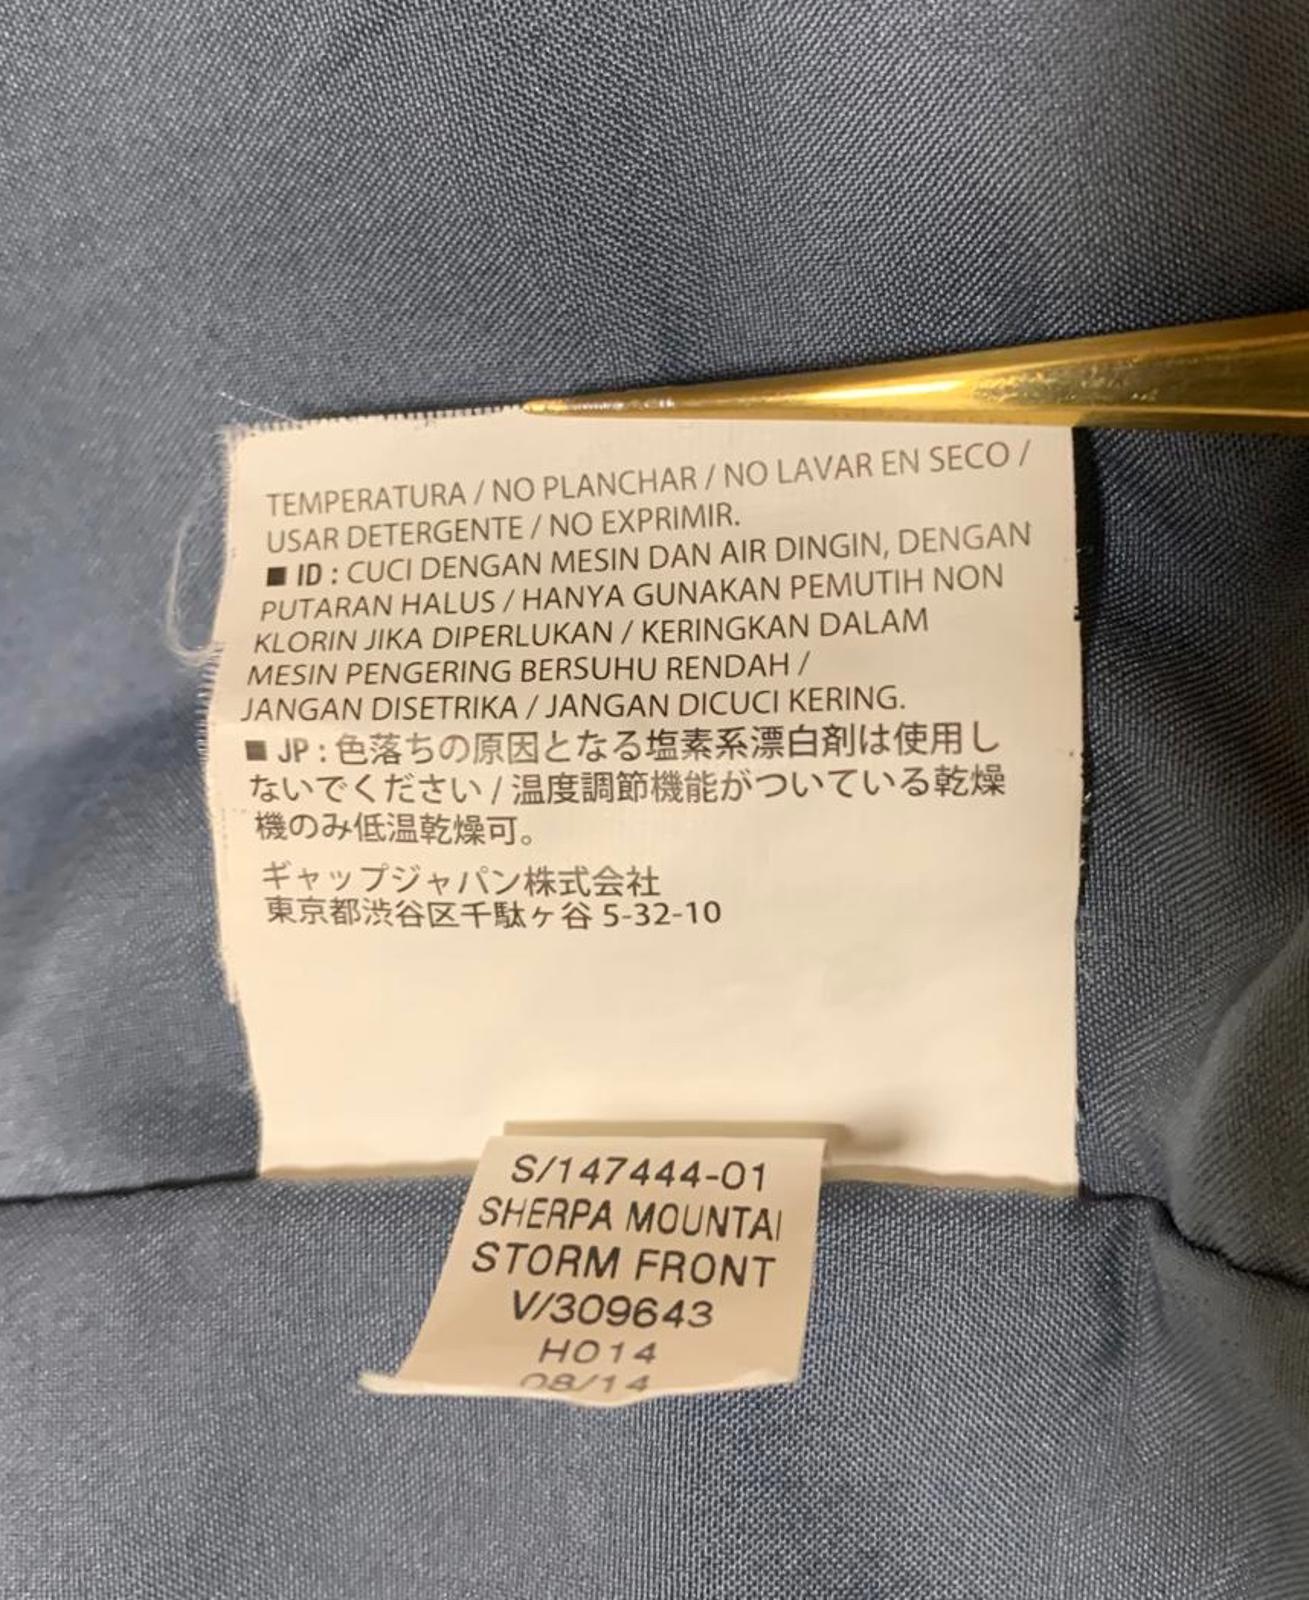 TEMPERATURA / NO PLANCHAR / NO LAVAR EN SECO /
USAR DETERGENTE / NO EXPRIMIR.
■ ID : CUCI DENGAN MESIN DAN AIR DINGIN, DENGAN
PUTARAN HALUS / HANYA GUNAKAN PEMUTIH NON
KLORIN JIKA DIPERLUKAN / KERINGKAN DALAM
MESIN PENGERING BERSUHU RENDAH /
JANGAN DISETRIKA / JANGAN DICUCI KERING.
■ JP : 色落ちの原因となる塩素系漂白剤は使用し
ないでください / 温度調節機能がついている乾燥
機のみ低温乾燥可。
ギャップジャパン株式会社
東京都渋谷区千駄ヶ谷 5-32-10
S/147444-01
SHERPA MOUNTAI
STORM FRONT
V/309643
HO14
08/14